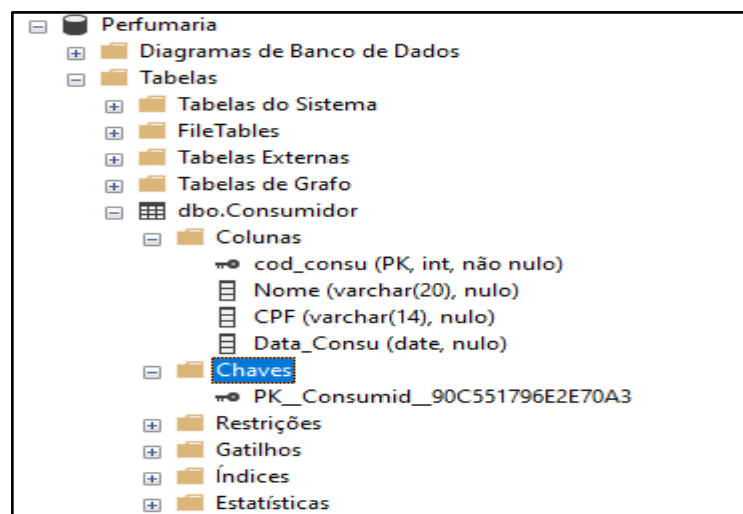 Perfumaria
Diagramas de Banco de Dados
Tabelas
Tabelas do Sistema
FileTables
Tabelas Externas
Tabelas de Grafo
dbo.Consumidor
Colunas
cod_consu (PK, int, não nulo)
Nome (varchar(20), nulo)
CPF (varchar(14), nulo)
Data_Consu (date, nulo)
Chaves
PK__Consumid__90C551796E2E70A3
Restrições
Gatilhos
Índices
Estatísticas